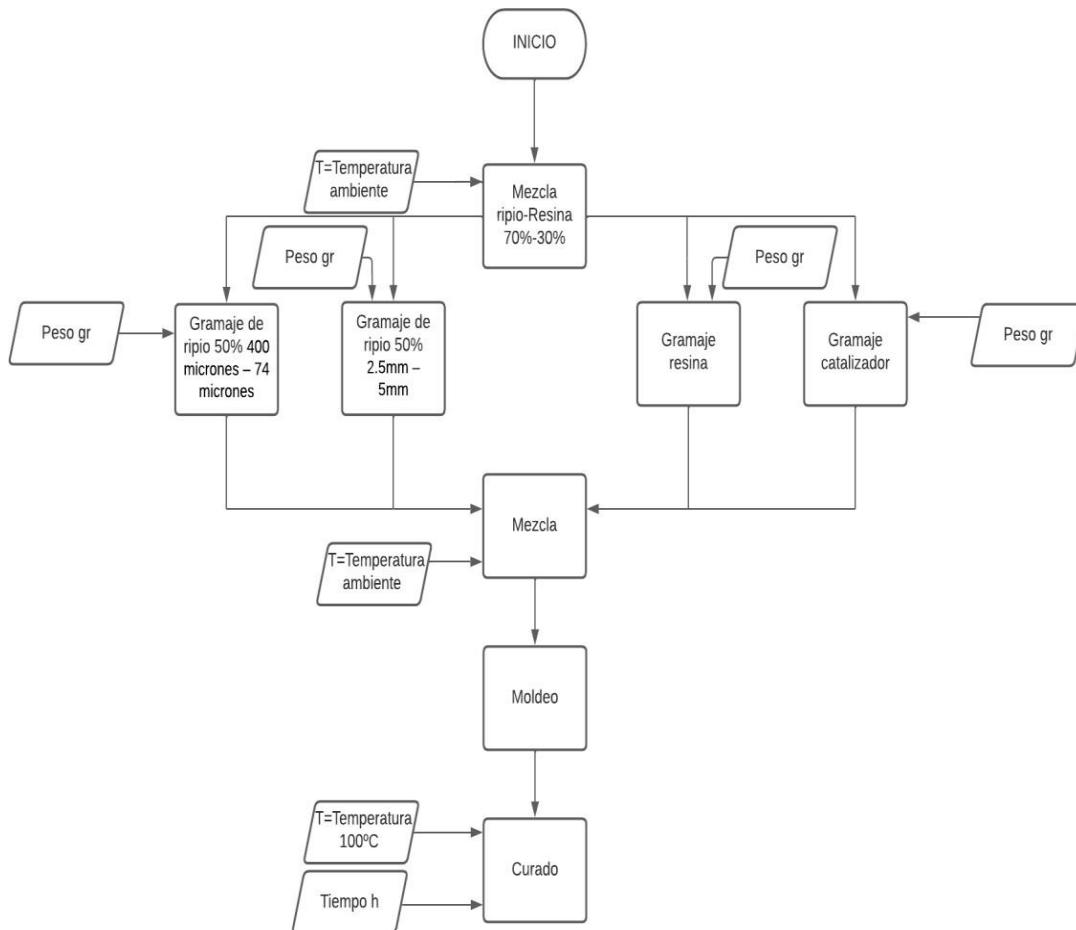 INICIO
T=Temperatura
ambiente
Mezcla
ripio-Resina
70%-30%
Peso gr
Peso gr
Peso gr
Gramaje de
ripio 50% 400
micrones – 74
micrones
Gramaje de
ripio 50%
2.5mm –
5mm
Gramaje
resina
Gramaje
catalizador
Peso gr
Mezcla
T=Temperatura
ambiente
Moldeo
T=Temperatura
100ºC
Curado
Tiempo h